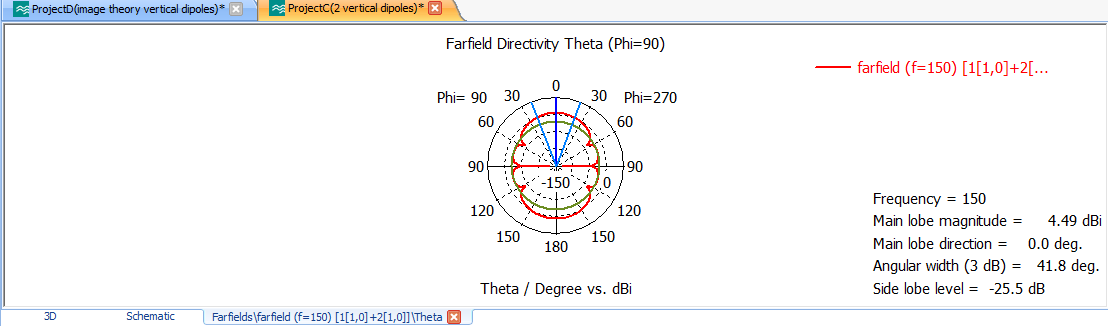 ProjectD(image theory vertical dipoles)* ProjectC(2 vertical dipoles)*
Farfield Directivity Theta (Phi=90)
farfield (f=150) [1[1,0]+2[...
0
Phi= 90 30 30 Phi=270
60 60
90 -150 0 90
120 120
150 150
180
Theta / Degree vs. dBi
Frequency = 150
Main lobe magnitude = 4.49 dBi
Main lobe direction = 0.0 deg.
Angular width (3 dB) = 41.8 deg.
Side lobe level = -25.5 dB
3D Schematic Farfields\farfield (f=150) [1[1,0]+2[1,0]]\Theta